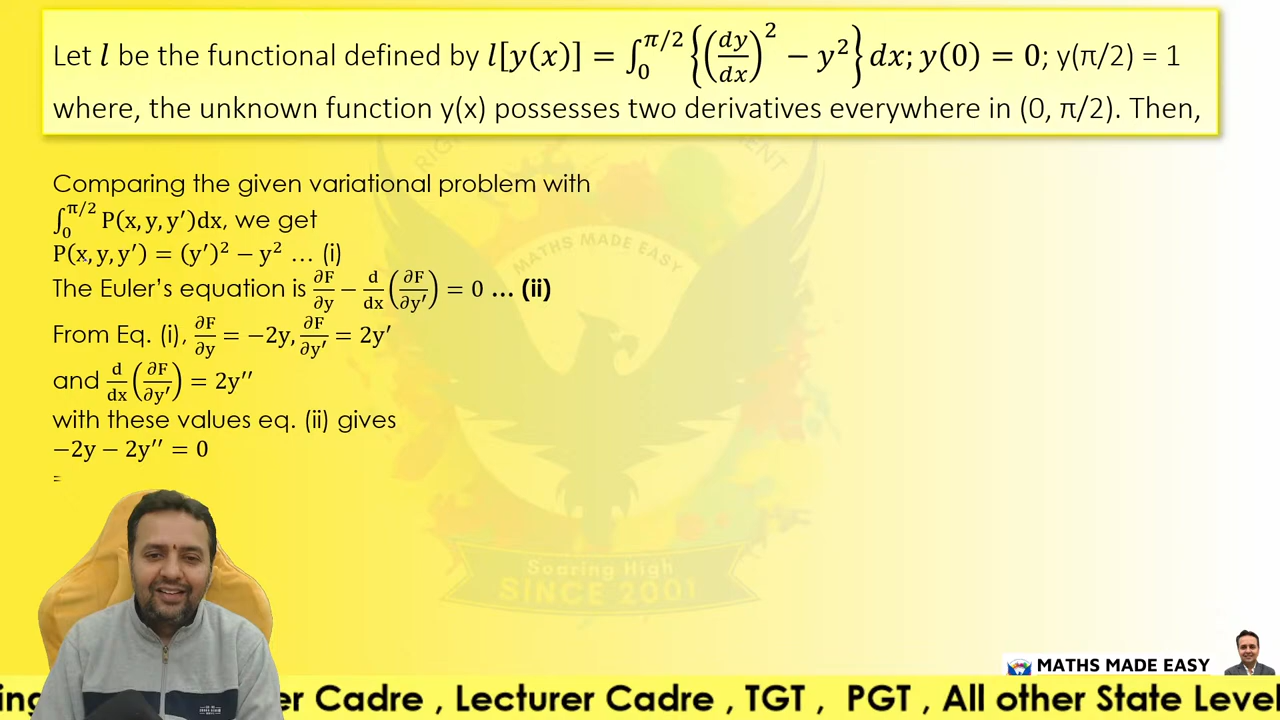 Let l be the functional defined by l[y(x)] = ∫₀^{π/2} {(dy/dx)² − y²} dx; y(0) = 0; y(π/2) = 1
where, the unknown function y(x) possesses two derivatives everywhere in (0, π/2). Then,
Comparing the given variational problem with
∫₀^{π/2} P(x, y, y′)dx, we get
P(x, y, y′) = (y′)² − y² … (i)
The Euler’s equation is ∂F/∂y − d/dx (∂F/∂y′) = 0 … (ii)
From Eq. (i), ∂F/∂y = −2y, ∂F/∂y′ = 2y′
and d/dx (∂F/∂y′) = 2y′′
with these values eq. (ii) gives
−2y − 2y′′ = 0
=
MATHS MADE EASY
Soaring High
SINCE 2001
MATHS MADE EASY
er Cadre , Lecturer Cadre , TGT , PGT , All other State Level